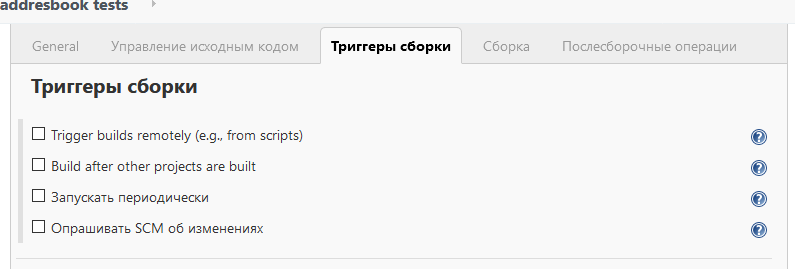 addresbook tests
General Управление исходным кодом Триггеры сборки Сборка Послесборочные операции
Триггеры сборки
Trigger builds remotely (e.g., from scripts)
Build after other projects are built
Запускать периодически
Опрашивать SCM об изменениях